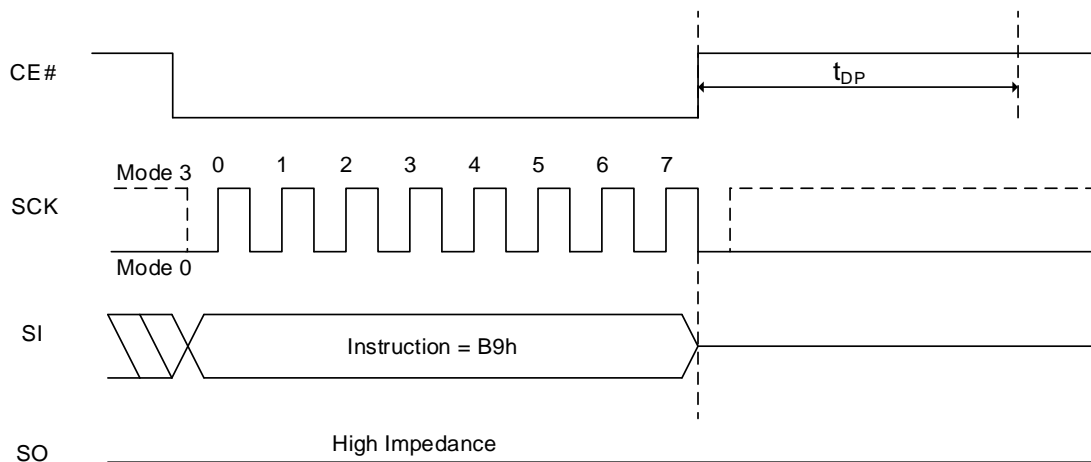 CE#
tDP
Mode 3
0 1 2 3 4 5 6 7
SCK
Mode 0
SI
Instruction = B9h
SO
High Impedance